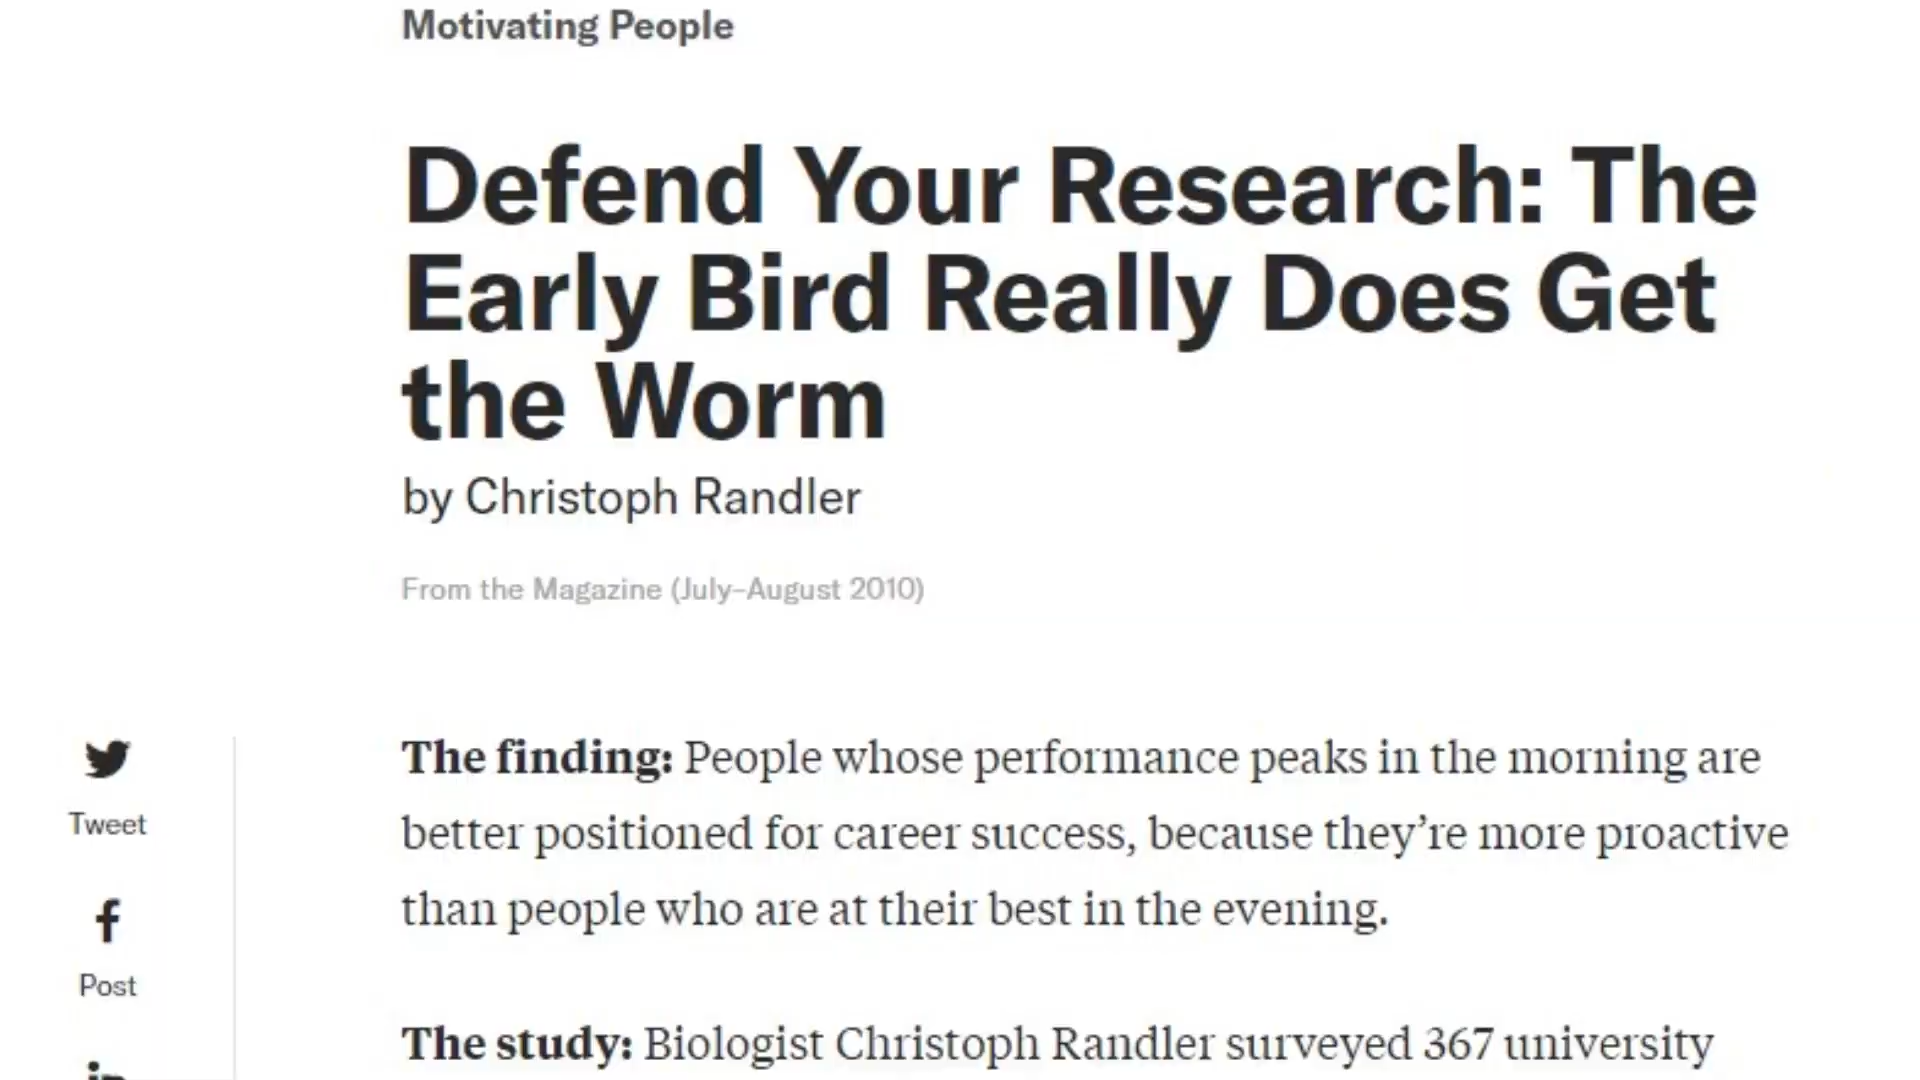 Motivating People
Defend Your Research: The
Early Bird Really Does Get
the Worm
by Christoph Randler
From the Magazine (July–August 2010)
The finding: People whose performance peaks in the morning are
better positioned for career success, because they’re more proactive
than people who are at their best in the evening.
The study: Biologist Christoph Randler surveyed 367 university
Tweet
Post